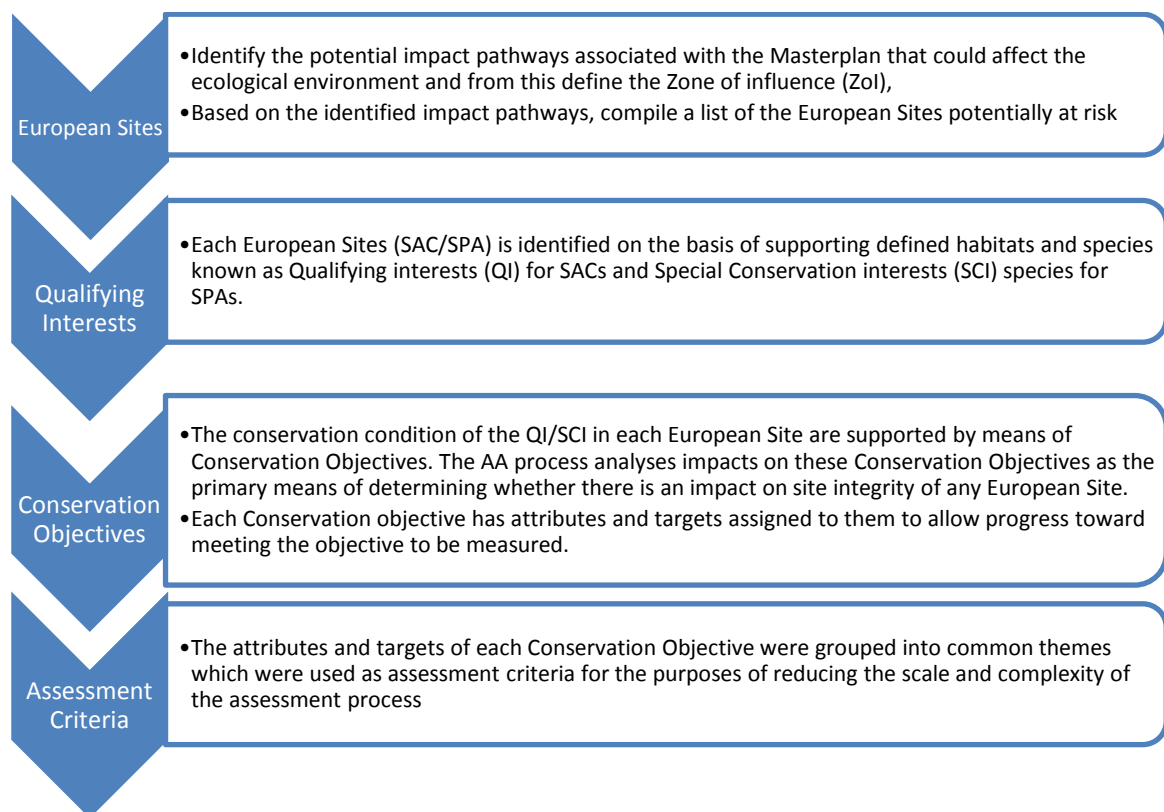 European Sites
•Identify the potential impact pathways associated with the Masterplan that could affect the
ecological environment and from this define the Zone of influence (ZoI),
•Based on the identified impact pathways, compile a list of the European Sites potentially at risk
Qualifying
Interests
•Each European Sites (SAC/SPA) is identified on the basis of supporting defined habitats and species
known as Qualifying interests (QI) for SACs and Special Conservation interests (SCI) species for
SPAs.
Conservation
Objectives
•The conservation condition of the QI/SCI in each European Site are supported by means of
Conservation Objectives. The AA process analyses impacts on these Conservation Objectives as the
primary means of determining whether there is an impact on site integrity of any European Site.
•Each Conservation objective has attributes and targets assigned to them to allow progress toward
meeting the objective to be measured.
Assessment
Criteria
•The attributes and targets of each Conservation Objective were grouped into common themes
which were used as assessment criteria for the purposes of reducing the scale and complexity of
the assessment process